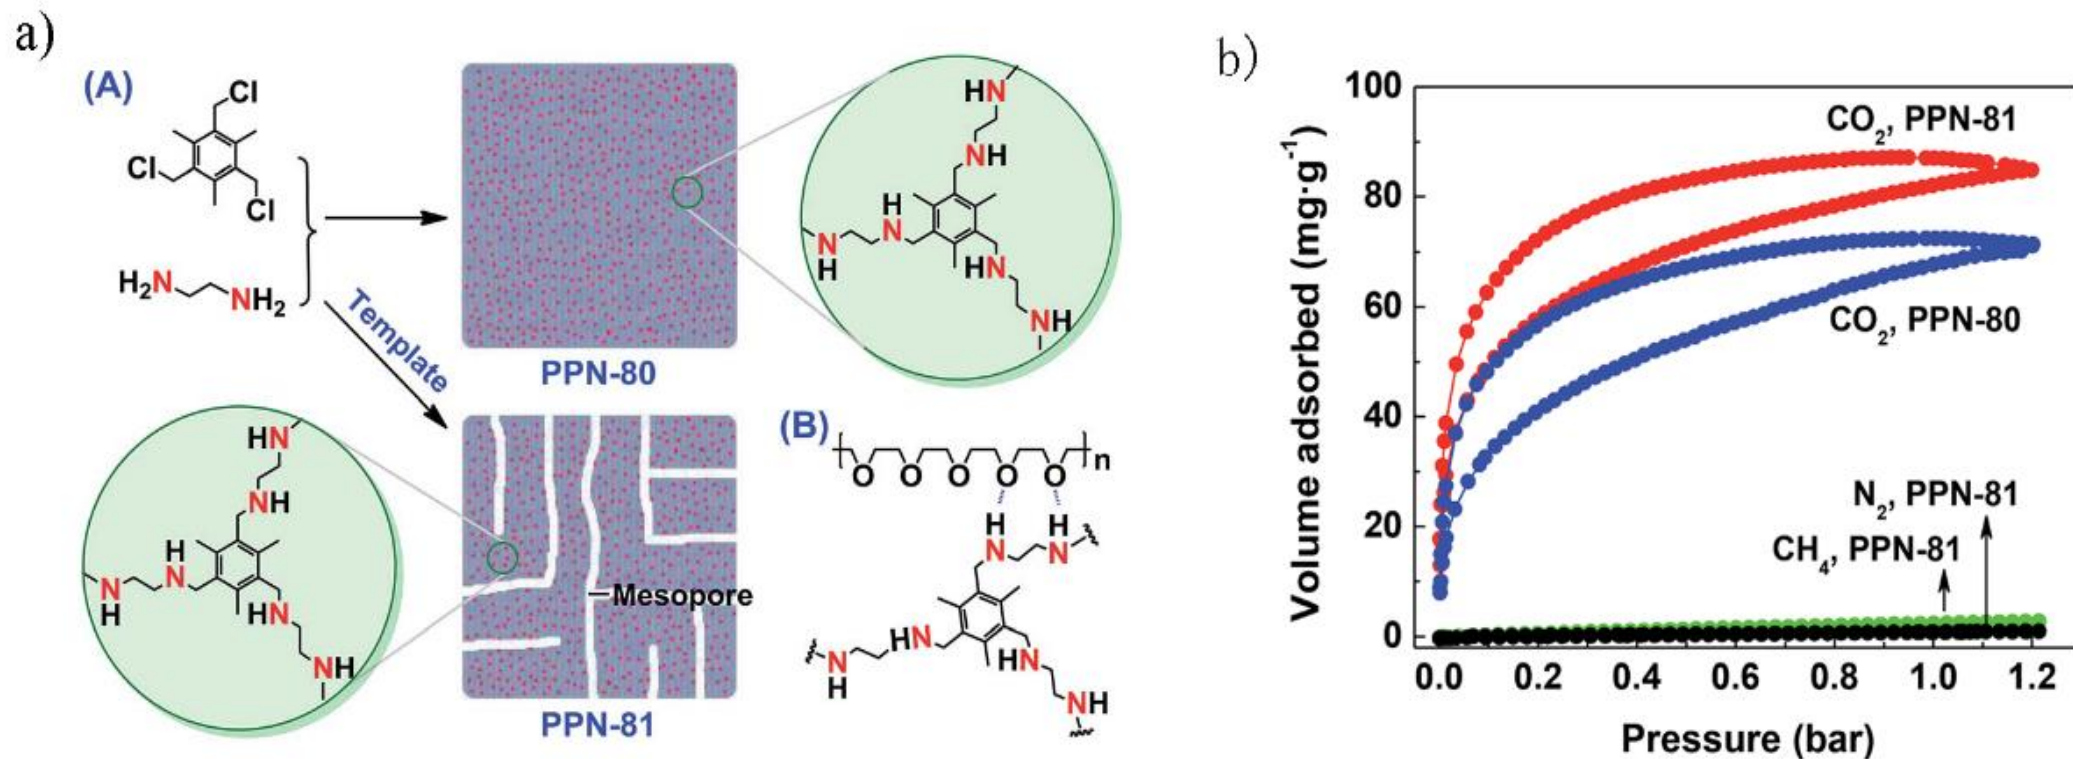 a)
(A)
Cl
Cl
Cl
H₂N
NH₂
Template
PPN-80
HN
NH
H
N
N
H
HN
NH
HN
NH
H
N
N
H
HN
NH
Mesopore
PPN-81
(B)
O O O O O n
H H
N N
HN
N
H
HN
NH
b)
Volume adsorbed (mg·g⁻¹)
100
80
60
40
20
0
CO₂, PPN-81
CO₂, PPN-80
N₂, PPN-81
CH₄, PPN-81
0.0 0.2 0.4 0.6 0.8 1.0 1.2
Pressure (bar)